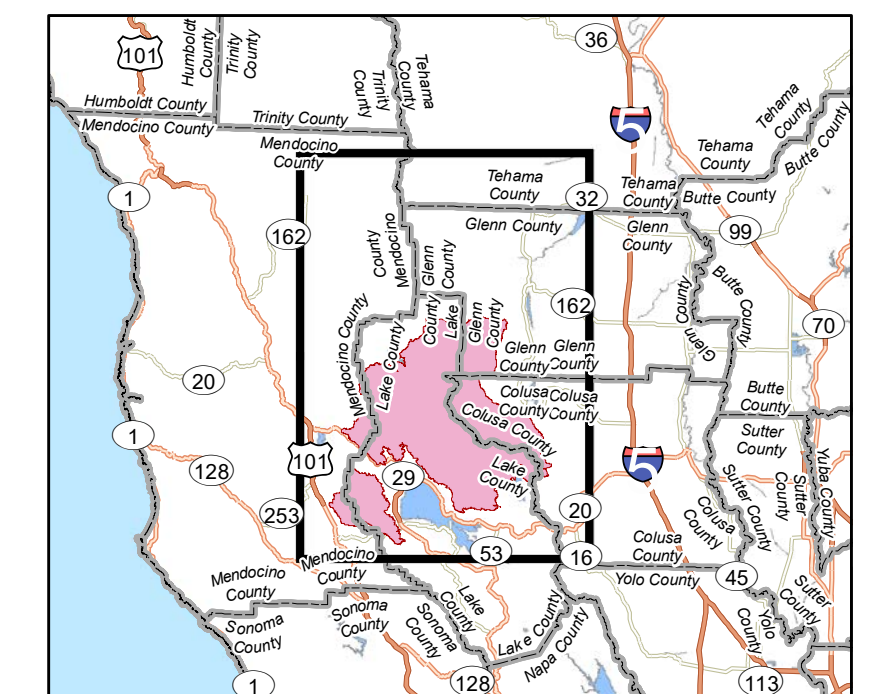 101
Humboldt
County
Trinity
County
Trinity
County
Tehama
County
36
5
Humboldt County
Mendocino County
Trinity County
Mendocino
County
Tehama
County
Tehama
County
Butte County
1
Tehama
County
32
Tehama
County
Butte County
162
Glenn County
Glenn
County
99
County
Mendocino
Glenn
County
Butte County
162
County
Glenn
70
Mendocino County
Lake County
County
Lake
Glenn
County
Glenn
County
Glenn
County
20
Colusa
County
Colusa
County
Butte
County
1
Colusa County
Sutter
County
128
101
29
Lake
County
5
Sutter County
Sutter
County
Yuba County
253
20
Colusa
County
53
16
Colusa
County
Yolo County
45
Mendocino
County
Mendocino
County
Sonoma
County
Sonoma
County
Sonoma
County
Lake
County
Lake County
Napa County
Sutter
County
Yolo
County
1
128
113